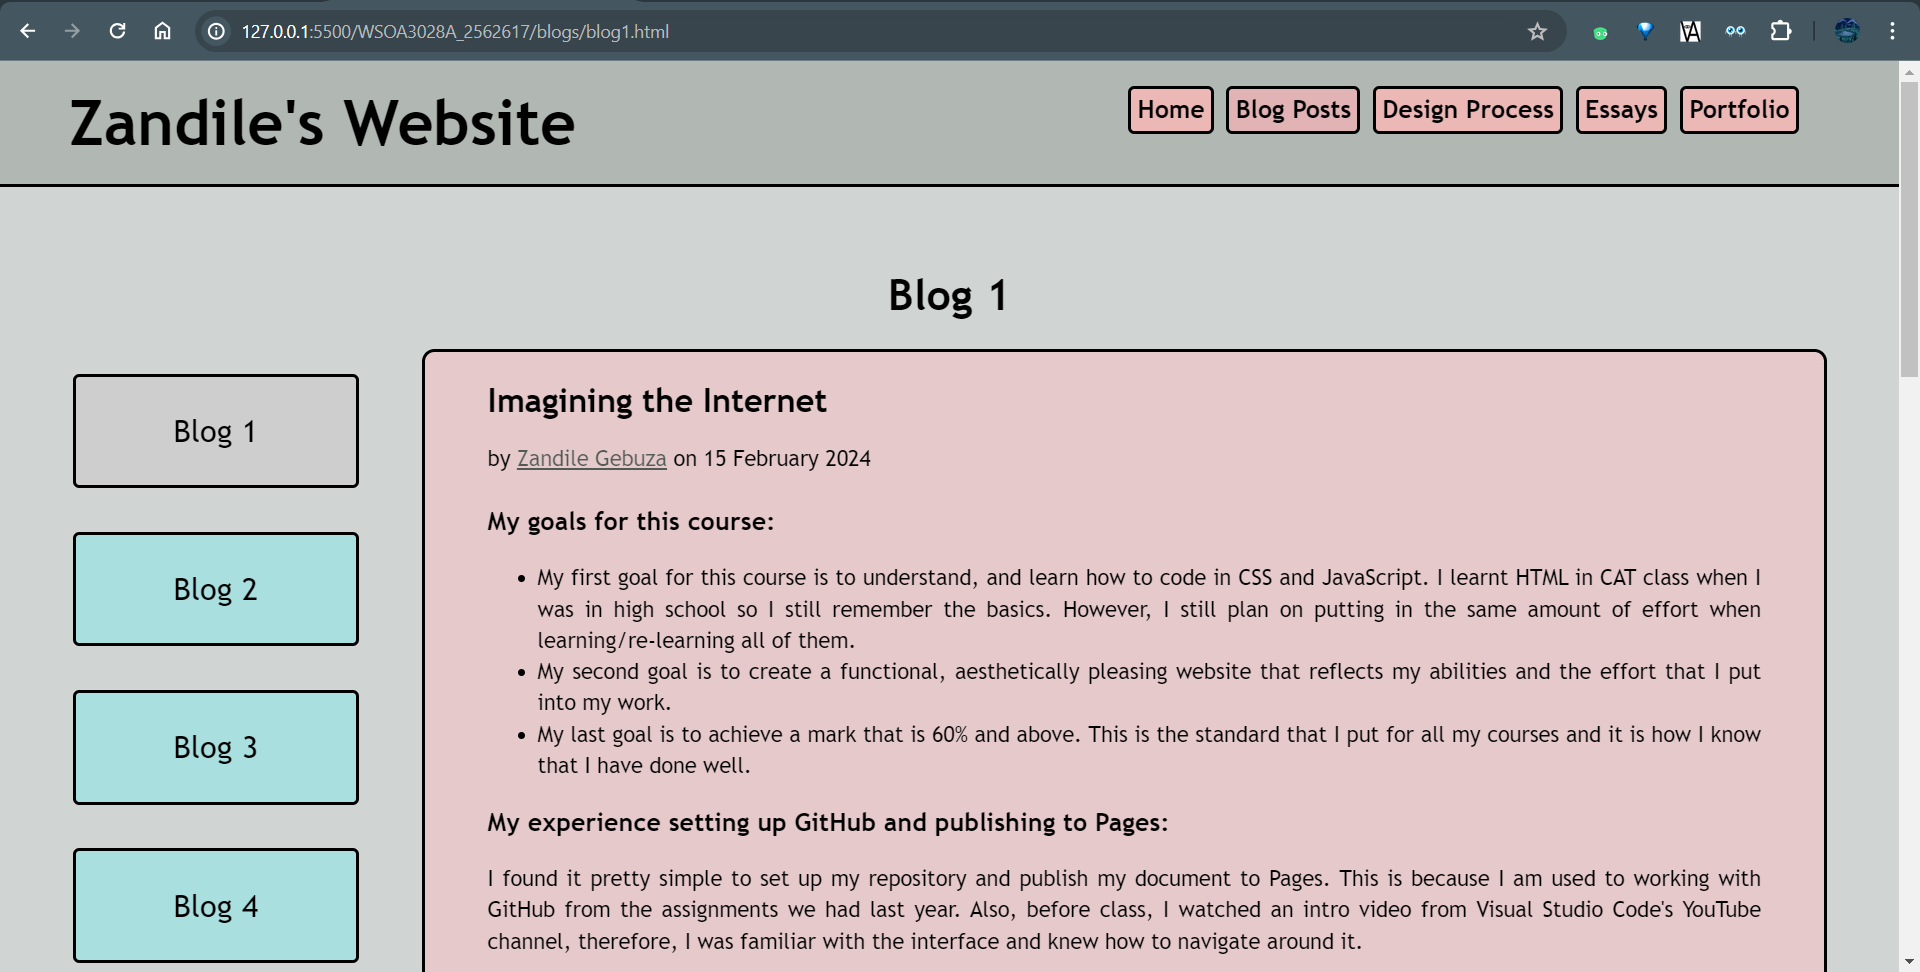 127.0.0.1:5500/WSOA3028A_2562617/blogs/blog1.html
Zandile's Website
Home Blog Posts Design Process Essays Portfolio
Blog 1
Blog 1
Blog 2
Blog 3
Blog 4
Imagining the Internet
by Zandile Gebuza on 15 February 2024
My goals for this course:
• My first goal for this course is to understand, and learn how to code in CSS and JavaScript. I learnt HTML in CAT class when I
was in high school so I still remember the basics. However, I still plan on putting in the same amount of effort when
learning/re-learning all of them.
• My second goal is to create a functional, aesthetically pleasing website that reflects my abilities and the effort that I put
into my work.
• My last goal is to achieve a mark that is 60% and above. This is the standard that I put for all my courses and it is how I know
that I have done well.
My experience setting up GitHub and publishing to Pages:
I found it pretty simple to set up my repository and publish my document to Pages. This is because I am used to working with
GitHub from the assignments we had last year. Also, before class, I watched an intro video from Visual Studio Code's YouTube
channel, therefore, I was familiar with the interface and knew how to navigate around it.